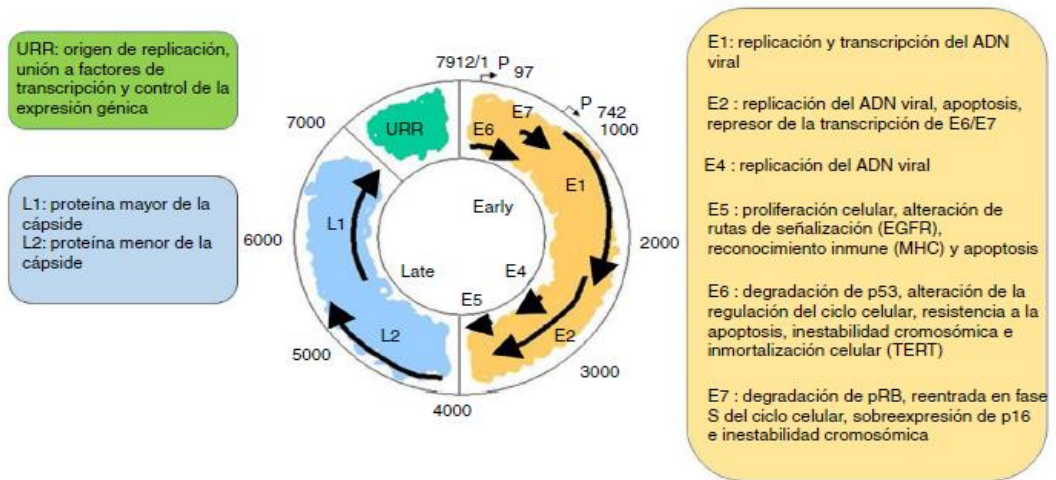 URR: origen de replicación,
unión a factores de
transcripción y control de la
expresión génica
L1: proteína mayor de la
cápside
L2: proteína menor de la
cápside
7912/1
P
97
P
742
1000
2000
3000
4000
5000
6000
7000
URR
E6
E7
E1
Early
E4
E5
E2
Late
L1
L2
E1: replicación y transcripción del ADN
viral
E2 : replicación del ADN viral, apoptosis,
represor de la transcripción de E6/E7
E4: replicación del ADN viral
E5: proliferación celular, alteración de
rutas de señalización (EGFR),
reconocimiento inmune (MHC) y apoptosis
E6 : degradación de p53, alteración de la
regulación del ciclo celular, resistencia a la
apoptosis, inestabilidad cromosómica e
inmortalización celular (TERT)
E7 : degradación de pRB, reentrada en fase
S del ciclo celular, sobreexpresión de p16
e inestabilidad cromosómica